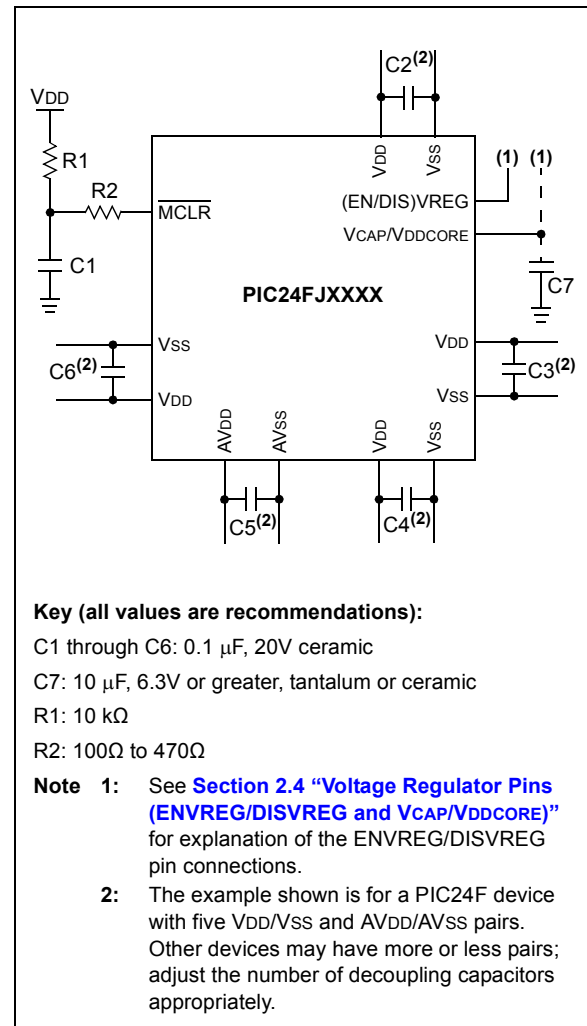 C2(2)
VDD
R1
R2
C1
MCLR
VDD
VSS
(1) (1)
(EN/DIS)VREG
VCAP/VDDCORE
C7
PIC24FJXXXX
VSS
VDD
C6(2)
VDD
VSS
C3(2)
AVDD
AVSS
VDD
VSS
C5(2)
C4(2)
Key (all values are recommendations):
C1 through C6: 0.1 μF, 20V ceramic
C7: 10 μF, 6.3V or greater, tantalum or ceramic
R1: 10 kΩ
R2: 100Ω to 470Ω
Note 1: See Section 2.4 “Voltage Regulator Pins
(ENVREG/DISVREG and VCAP/VDDCORE)”
for explanation of the ENVREG/DISVREG
pin connections.
2: The example shown is for a PIC24F device
with five VDD/VSS and AVDD/AVSS pairs.
Other devices may have more or less pairs;
adjust the number of decoupling capacitors
appropriately.